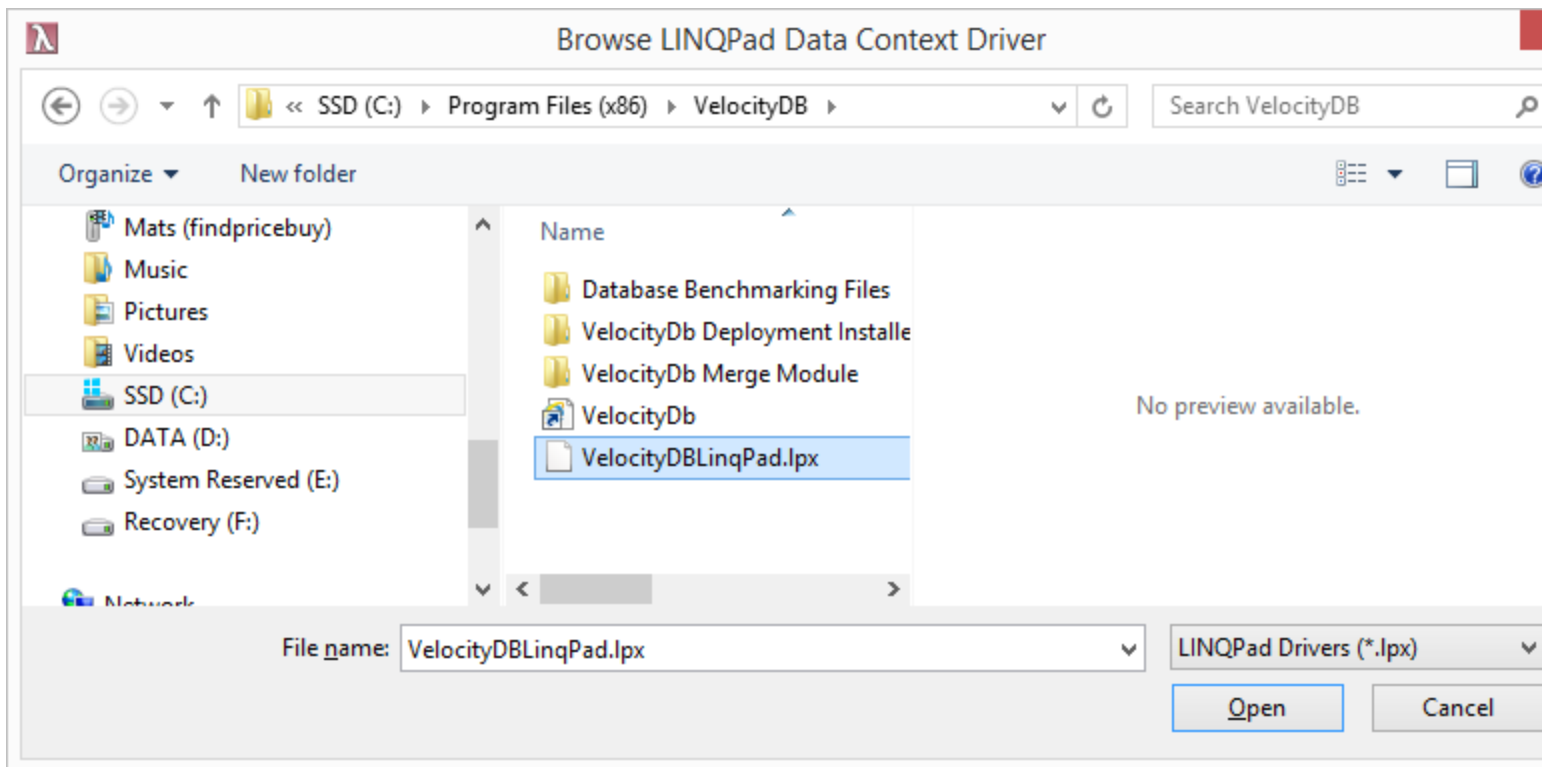 Browse LINQPad Data Context Driver
« SSD (C:) Program Files (x86) VelocityDB
Search VelocityDB
Organize
New folder
Mats (findpricebuy)
Music
Pictures
Videos
SSD (C:)
DATA (D:)
System Reserved (E:)
Recovery (F:)
Network
Name
Database Benchmarking Files
VelocityDb Deployment Installe
VelocityDb Merge Module
VelocityDb
VelocityDBLinqPad.lpx
No preview available.
File name: VelocityDBLinqPad.lpx
LINQPad Drivers (*.lpx)
Open
Cancel